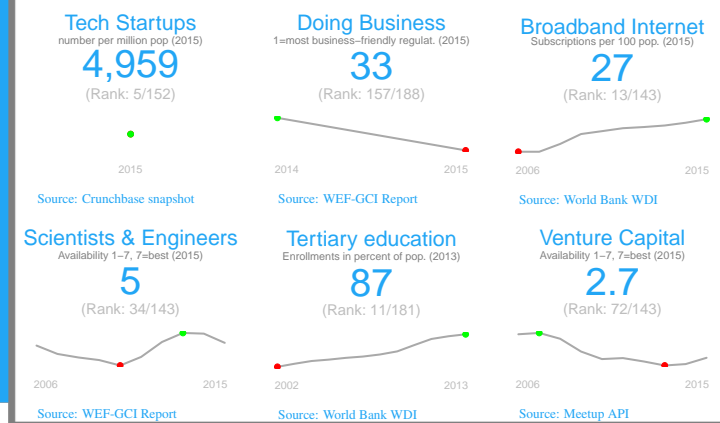 Tech Startups
number per million pop (2015)
4,959
(Rank: 5/152)
2015
Source: Crunchbase snapshot
Doing Business
1=most business−friendly regulat. (2015)
33
(Rank: 157/188)
2014 2015
Source: WEF-GCI Report
Broadband Internet
Subscriptions per 100 pop. (2015)
27
(Rank: 13/143)
2006 2015
Source: World Bank WDI
Scientists & Engineers
Availability 1−7, 7=best (2015)
5
(Rank: 34/143)
2006 2015
Source: WEF-GCI Report
Tertiary education
Enrollments in percent of pop. (2013)
87
(Rank: 11/181)
2002 2013
Source: World Bank WDI
Venture Capital
Availability 1−7, 7=best (2015)
2.7
(Rank: 72/143)
2006 2015
Source: Meetup API